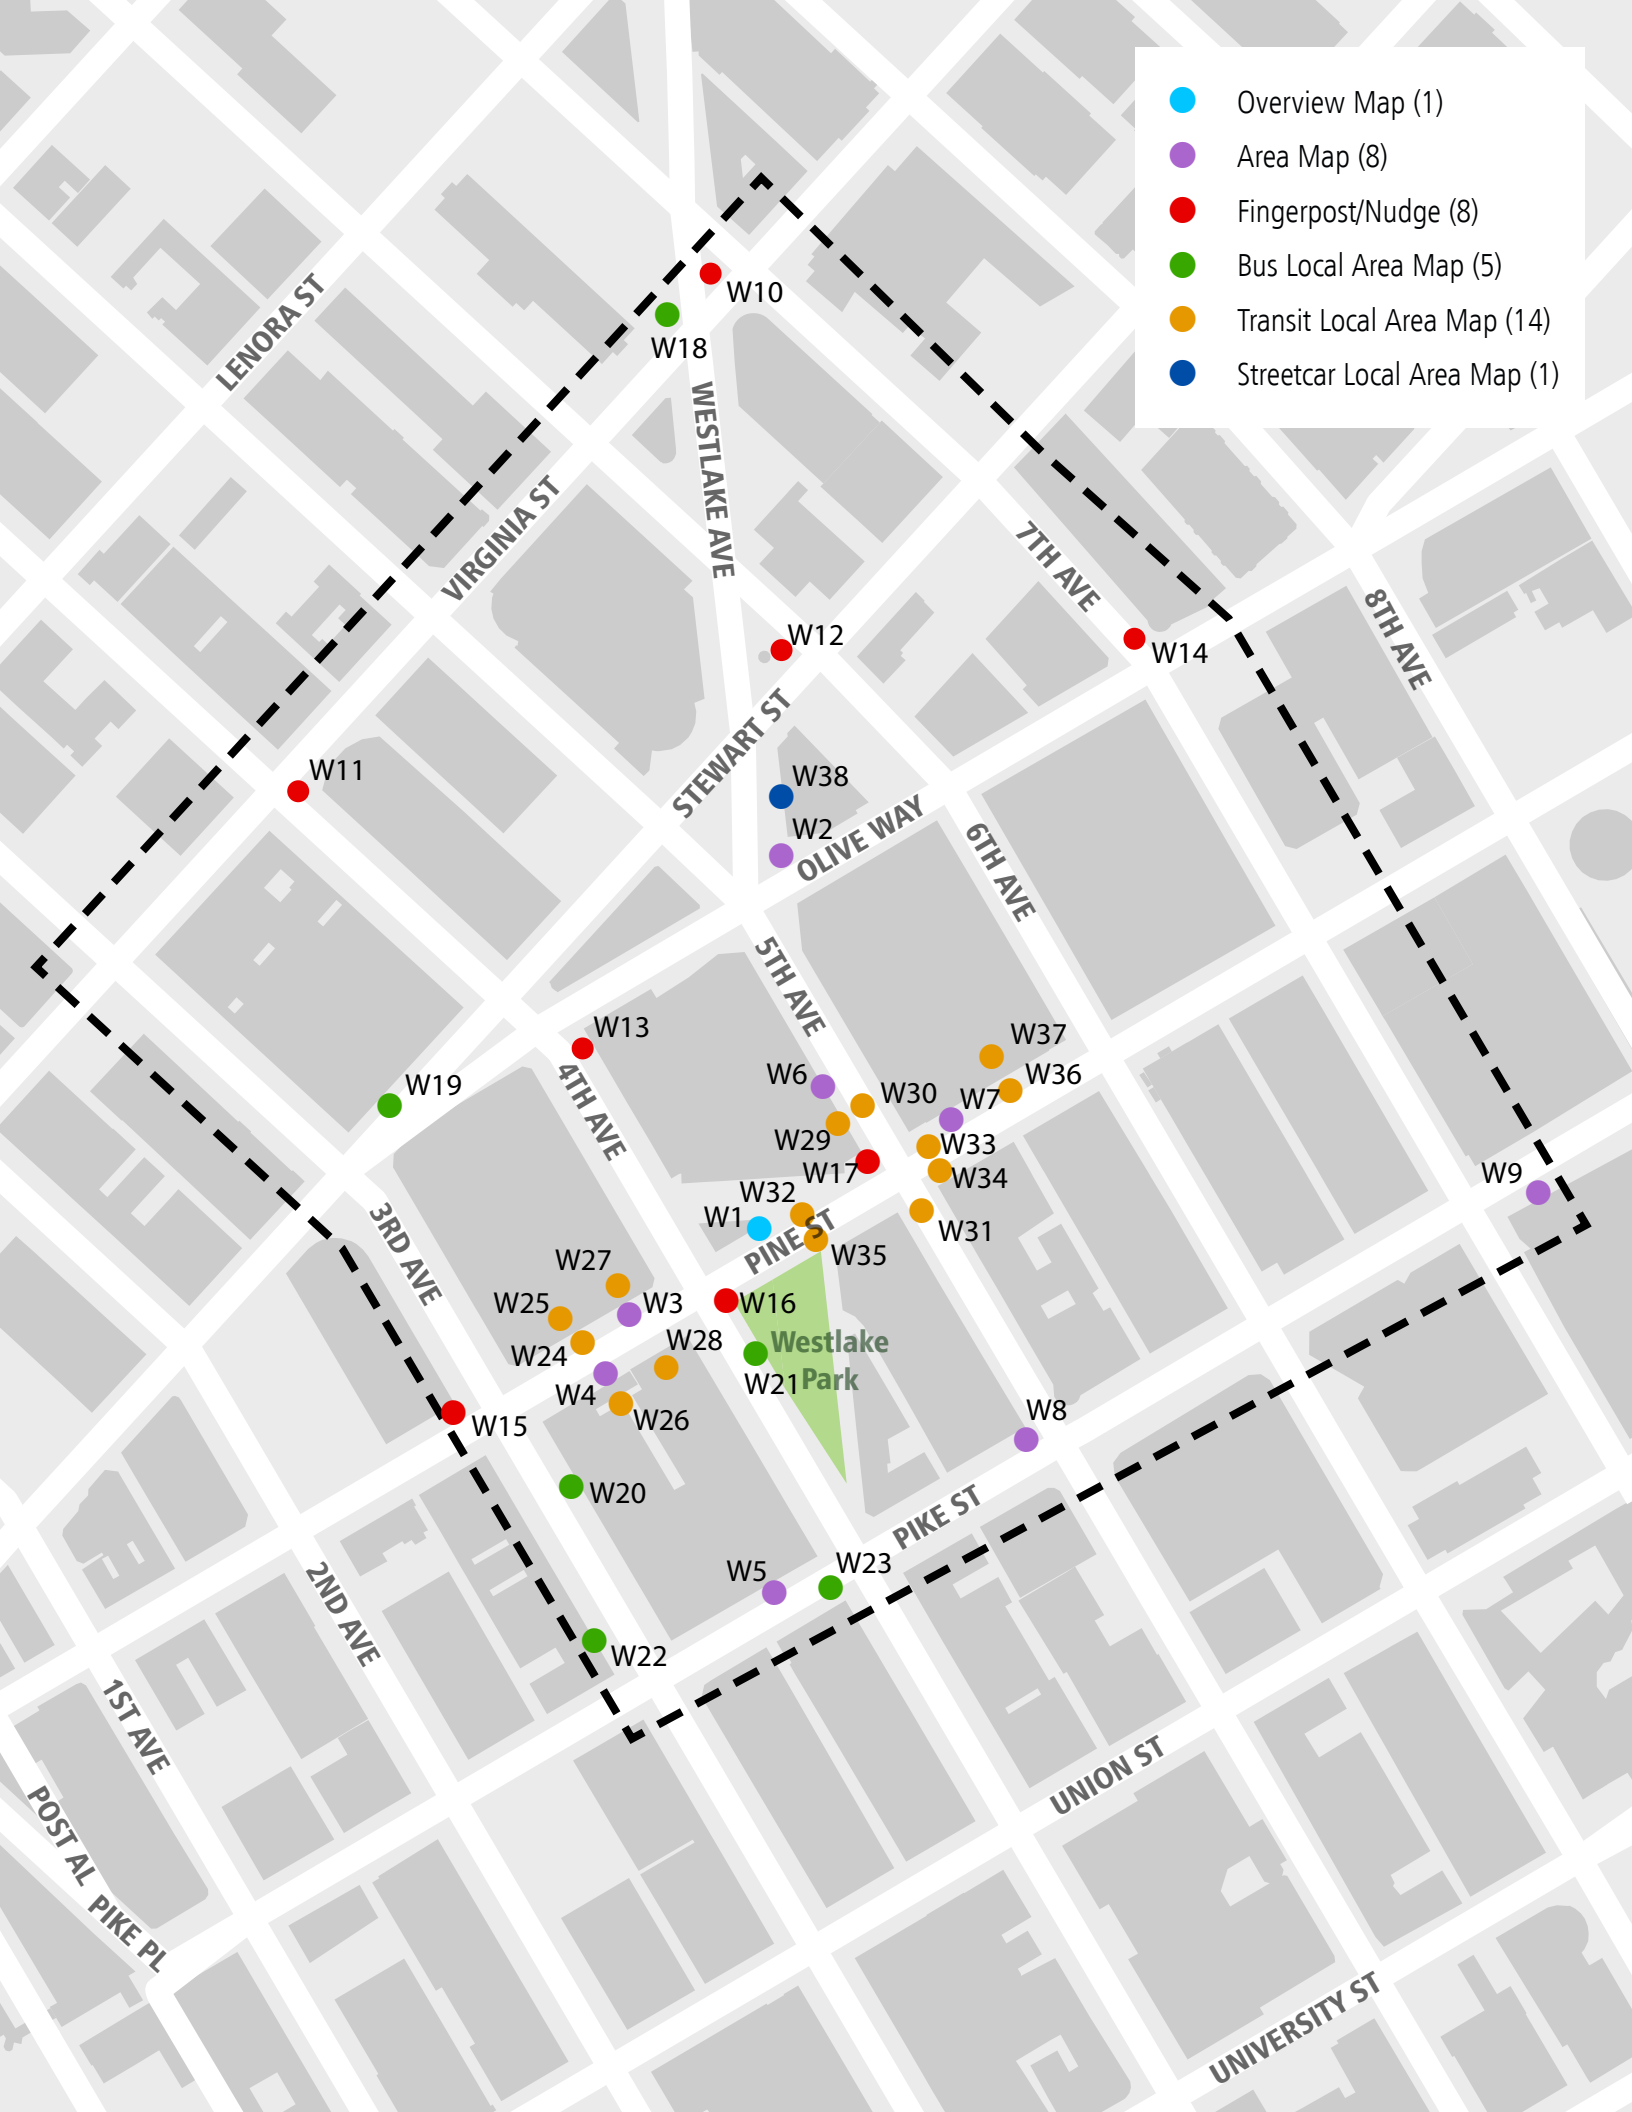 Overview Map (1)
Area Map (8)
Fingerpost/Nudge (8)
Bus Local Area Map (5)
Transit Local Area Map (14)
Streetcar Local Area Map (1)
W10
W18
LENORA ST
WESTLAKE AVE
VIRGINIA ST
7TH AVE
8TH AVE
W12
W14
STEWART ST
W11
W38
W2
OLIVE WAY
6TH AVE
5TH AVE
W13
W37
W6
W36
W19
W30
W7
4TH AVE
W29
W33
W17
W34
W9
W32
W1
PINE ST
W31
3RD AVE
W35
W27
W25
W3
W16
W28
W24
Westlake
Park
W21
W4
W26
W15
W8
W20
PIKE ST
W5
W23
2ND AVE
W22
1ST AVE
UNION ST
POST AL
PIKE PL
UNIVERSITY ST